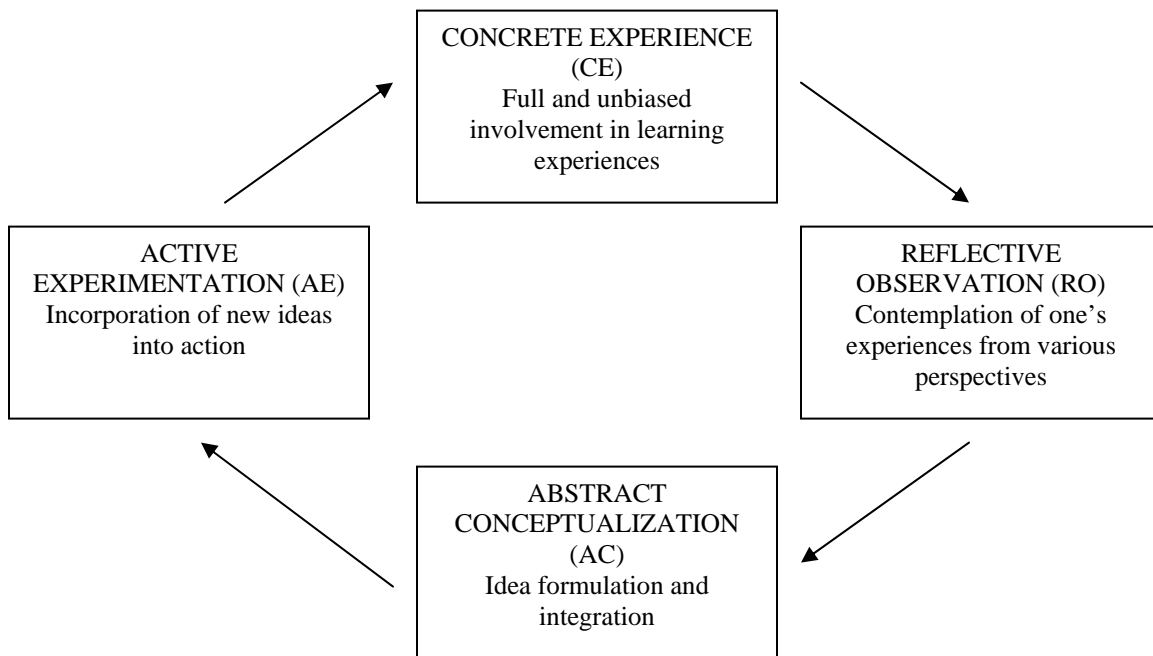 CONCRETE EXPERIENCE
(CE)
Full and unbiased
involvement in learning
experiences
ACTIVE
EXPERIMENTATION (AE)
Incorporation of new ideas
into action
REFLECTIVE
OBSERVATION (RO)
Contemplation of one’s
experiences from various
perspectives
ABSTRACT
CONCEPTUALIZATION
(AC)
Idea formulation and
integration